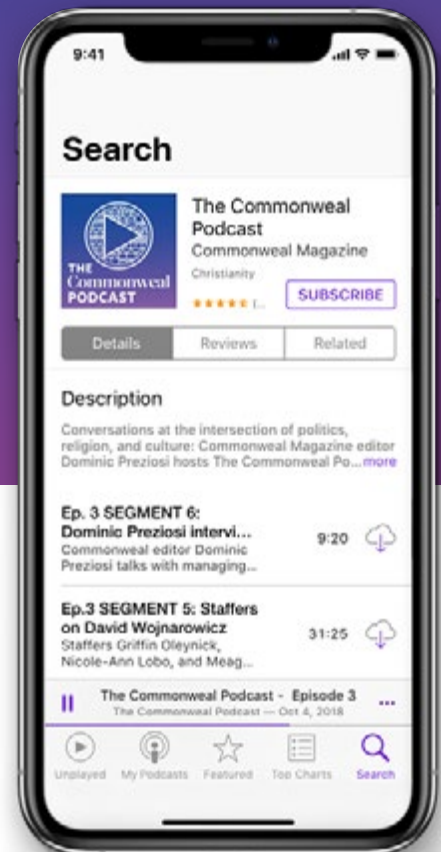 9:41
Search
THE
Commonweal
PODCAST
The Commonweal
Podcast
Commonweal Magazine
Christianity
★★★★★ (...
SUBSCRIBE
Details
Reviews
Related
Description
Conversations at the intersection of politics,
religion, and culture: Commonweal Magazine editor
Dominic Preziosi hosts The Commonweal Po...more
Ep. 3 SEGMENT 6:
Dominic Preziosi intervi...
Commonweal editor Dominic
Preziosi talks with managing...
9:20
Ep.3 SEGMENT 5: Staffers
on David Wojnarowicz
Staffers Griffin Oleynick,
Nicole-Ann Lobo, and Meag...
31:25
The Commonweal Podcast - Episode 3
The Commonweal Podcast — Oct 4, 2018
Unplayed
My Podcasts
Featured
Top Charts
Search